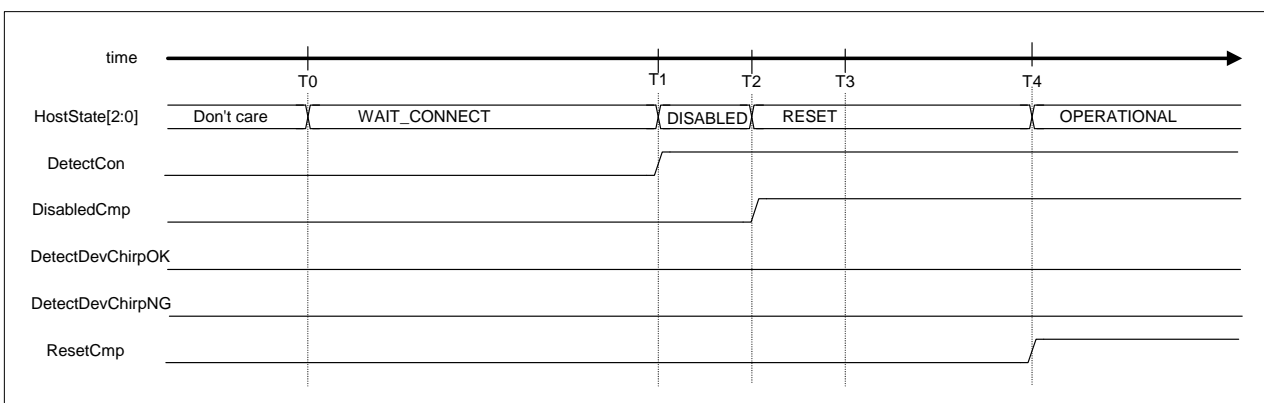 time
T0 T1 T2 T3 T4
HostState[2:0] Don't care WAIT_CONNECT DISABLED RESET OPERATIONAL
DetectCon
DisabledCmp
DetectDevChirpOK
DetectDevChirpNG
ResetCmp